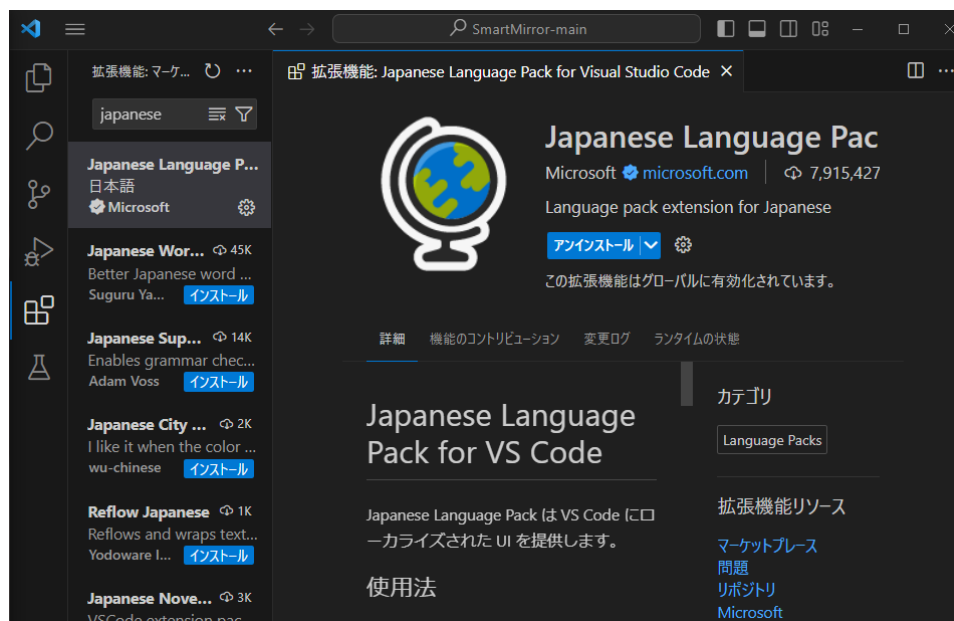 SmartMirror-main
拡張機能: マーケ...
japanese
Japanese Language P...
日本語
Microsoft
Japanese Wor... 45K
Better Japanese word ...
Suguru Ya... インストール
Japanese Sup... 14K
Enables grammar chec...
Adam Voss インストール
Japanese City ... 2K
I like it when the color ...
wu-chinese インストール
Reflow Japanese 1K
Reflows and wraps text...
Yodoware I... インストール
Japanese Nove... 3K
VSCode extension pac
拡張機能: Japanese Language Pack for Visual Studio Code
Japanese Language Pac
Microsoft microsoft.com 7,915,427
Language pack extension for Japanese
アンインストール
この拡張機能はグローバルに有効化されています。
詳細 機能のコントリビューション 変更ログ ランタイムの状態
Japanese Language
Pack for VS Code
Japanese Language Pack は VS Code にロ
ーカライズされた UI を提供します。
使用法
カテゴリ
Language Packs
拡張機能リソース
マーケットプレース
問題
リポジトリ
Microsoft